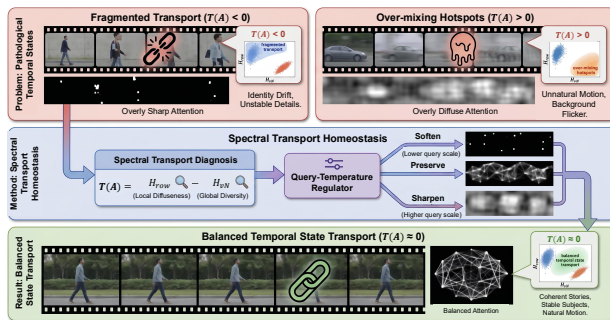 Problem: Pathological
Temporal States
Fragmented Transport (T(A) < 0)
T(A) < 0
fragmented
transport
H_row
Overly Sharp Attention
Identity Drift,
Unstable Details.
Over-mixing Hotspots (T(A) > 0)
T(A) > 0
over-mixing
hotspots
Overly Diffuse Attention
Unnatural Motion,
Background
Flicker.
Method: Spectral
Transport
Homeostasis
Spectral Transport Homeostasis
Spectral Transport Diagnosis
T(A) = H_row − H_vN
(Local Diffuseness) (Global Diversity)
Query-Temperature
Regulator
Soften
(Lower query scale)
Preserve
Sharpen
(Higher query scale)
Result: Balanced
State Transport
Balanced Temporal State Transport (T(A) ≈ 0)
Balanced Attention
T(A) ≈ 0
balanced
temporal state
transport
Coherent Stories,
Stable Subjects,
Natural Motion.